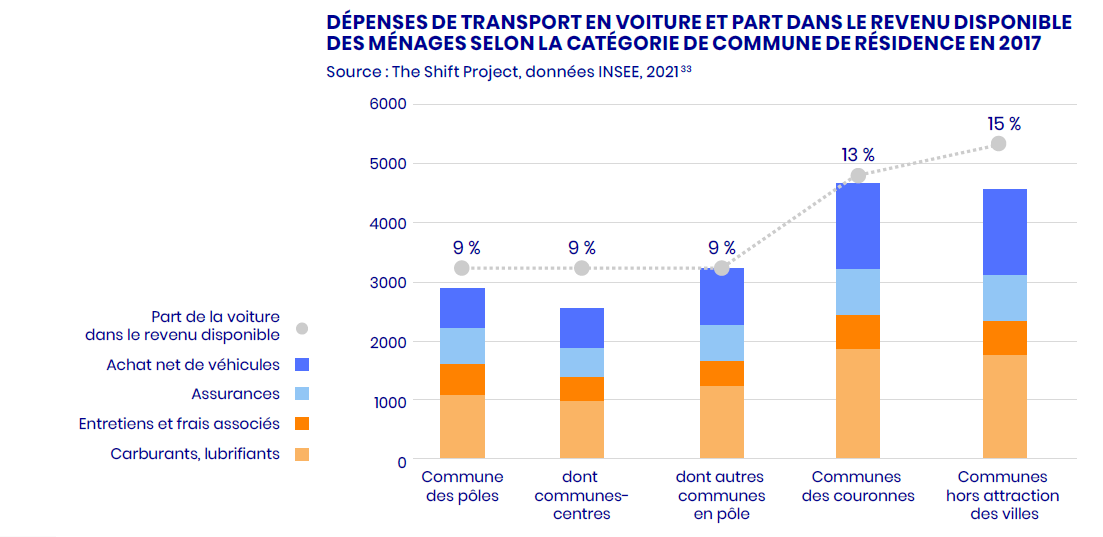 DÉPENSES DE TRANSPORT EN VOITURE ET PART DANS LE REVENU DISPONIBLE
DES MÉNAGES SELON LA CATÉGORIE DE COMMUNE DE RÉSIDENCE EN 2017
Source : The Shift Project, données INSEE, 2021 33
6000
5000
4000
3000
2000
1000
0
9 %
9 %
9 %
13 %
15 %
Part de la voiture
dans le revenu disponible
Achat net de véhicules
Assurances
Entretiens et frais associés
Carburants, lubrifiants
Commune
des pôles
dont
communes-
centres
dont autres
communes
en pôle
Communes
des couronnes
Communes
hors attraction
des villes